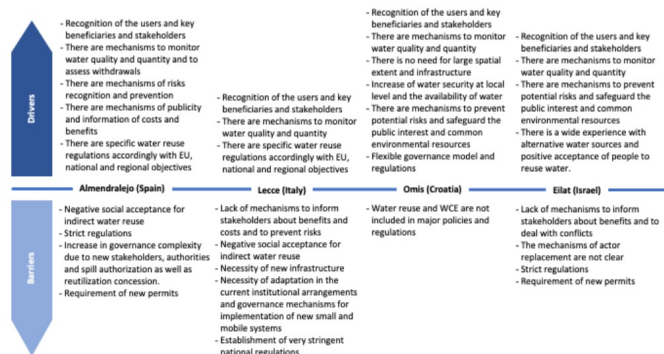 Drivers
- Recognition of the users and key
beneficiaries and stakeholders
- There are mechanisms to monitor
water quality and quantity and to
assess withdrawals
- There are mechanisms of risks
recognition and prevention
- There are mechanisms of publicity
and information of costs and
benefits
- There are specific water reuse
regulations accordingly with EU,
national and regional objectives
- Recognition of the users and key
beneficiaries and stakeholders
- There are mechanisms to monitor
water quality and quantity
- There are specific water reuse
regulations accordingly with EU,
national and regional objectives
- Recognition of the users and key
beneficiaries and stakeholders
- There are mechanisms to monitor
water quality and quantity
- There is no need for large spatial
extent and infrastructure
- Increase of water security at local
level and the availability of water
- There are mechanisms to prevent
potential risks and safeguard the
public interest and common
environmental resources
- Flexible governance model and
regulations
- Recognition of the users and key
beneficiaries and stakeholders
- There are mechanisms to monitor
water quality and quantity
- There are mechanisms to prevent
potential risks and safeguard the
public interest and common
environmental resources
- There is a wide experience with
alternative water sources and
positive acceptance of people to
reuse water.
Almendralejo (Spain)
Lecce (Italy)
Omis (Croatia)
Eilat (Israel)
Barriers
- Negative social acceptance for
indirect water reuse
- Strict regulations
- Increase in governance complexity
due to new stakeholders, authorities
and spill authorization as well as
reutilization concession.
- Requirement of new permits
- Lack of mechanisms to inform
stakeholders about benefits and
costs and to prevent risks
- Negative social acceptance for
indirect water reuse
- Necessity of new infrastructure
- Necessity of adaptation in the
current institutional arrangements
and governance mechanisms for
implementation of new small and
mobile systems
- Establishment of very stringent
national regulations
- Water reuse and WCE are not
included in major policies and
regulations
- Lack of mechanisms to inform
stakeholders about benefits and to
deal with conflicts
- The mechanisms of actor
replacement are not clear
- Strict regulations
- Requirement of new permits